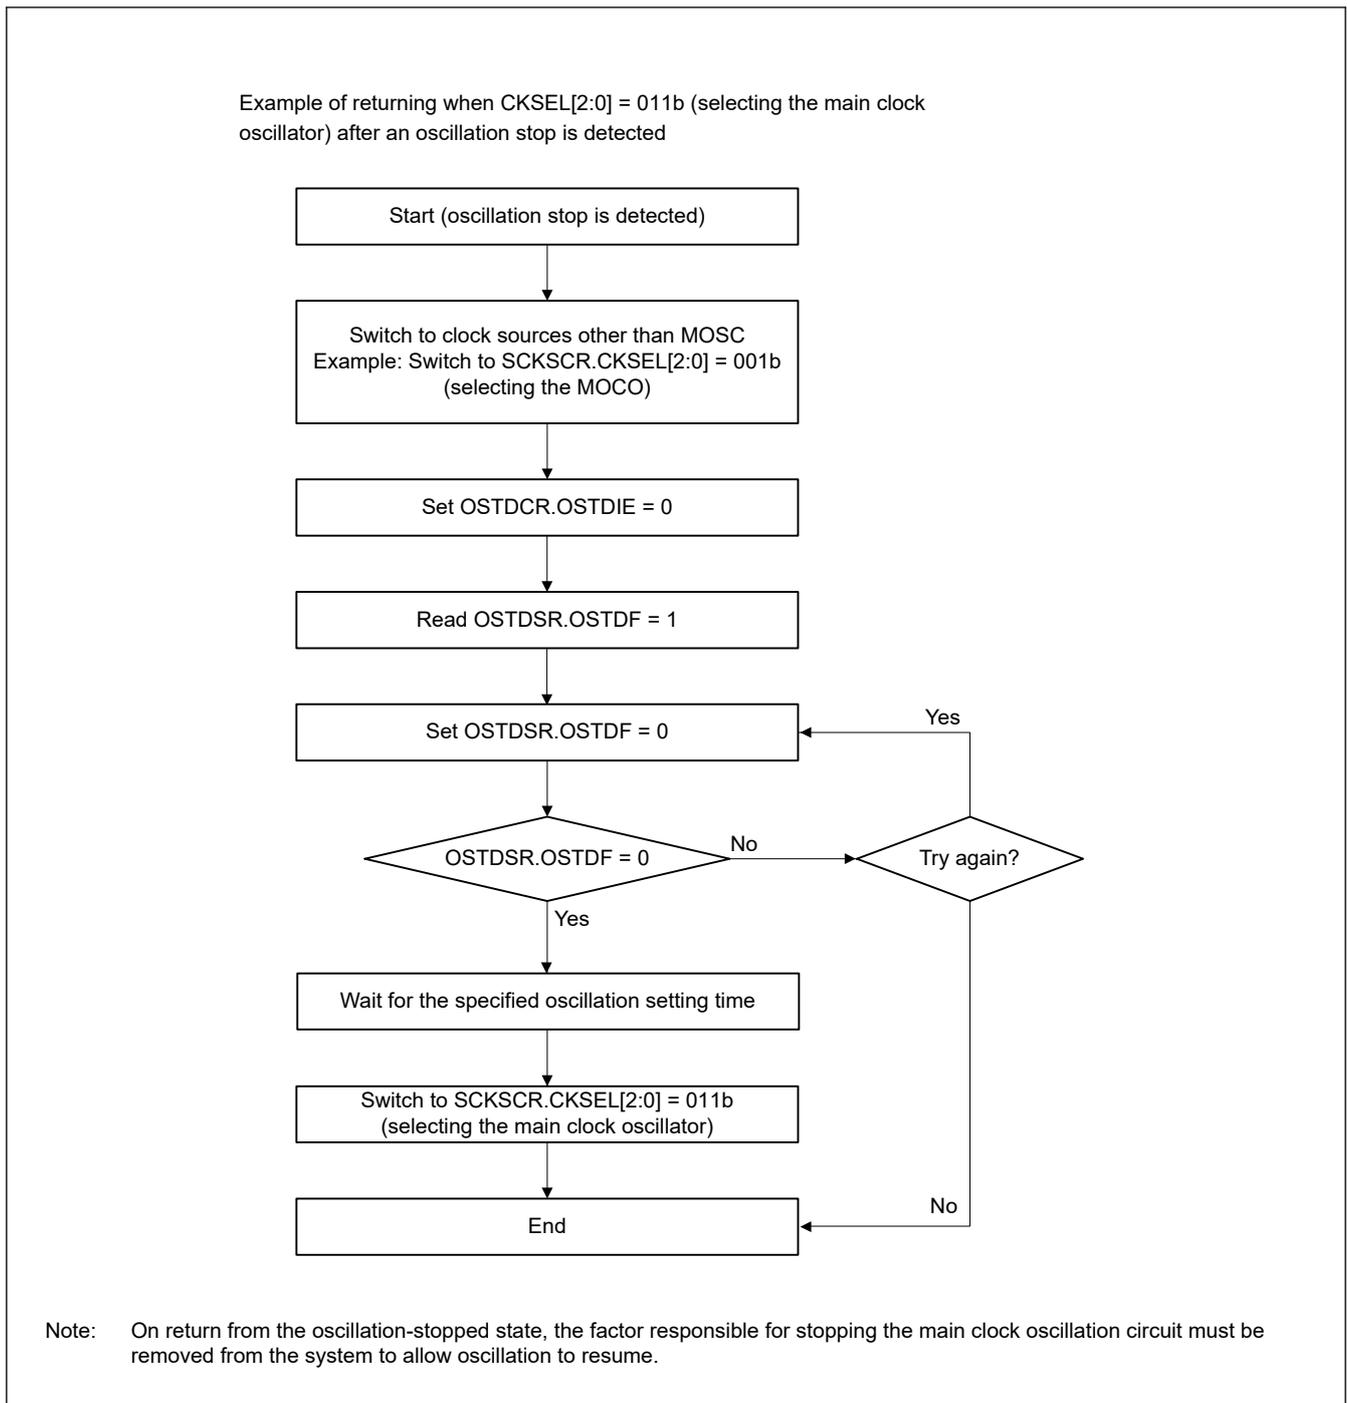 Example of returning when CKSEL[2:0] = 011b (selecting the main clock
oscillator) after an oscillation stop is detected
Start (oscillation stop is detected)
Switch to clock sources other than MOSC
Example: Switch to SCKSCR.CKSEL[2:0] = 001b
(selecting the MOCO)
Set OSTDCR.OSTDIE = 0
Read OSTDSR.OSTDF = 1
Yes
Set OSTDSR.OSTDF = 0
No
OSTDSR.OSTDF = 0
Try again?
Yes
Wait for the specified oscillation setting time
Switch to SCKSCR.CKSEL[2:0] = 011b
(selecting the main clock oscillator)
No
End
Note: On return from the oscillation-stopped state, the factor responsible for stopping the main clock oscillation circuit must be
removed from the system to allow oscillation to resume.